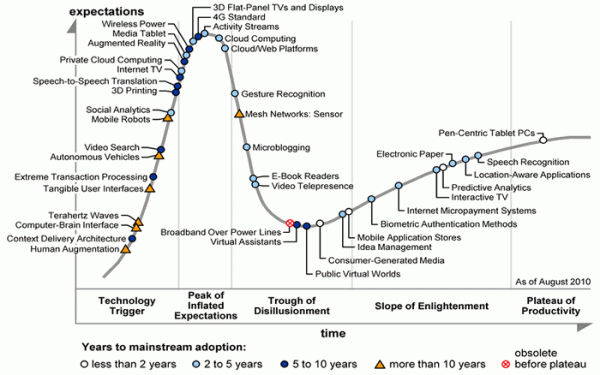 expectations
3D Flat-Panel TVs and Displays
4G Standard
Activity Streams
Wireless Power
Media Tablet
Augmented Reality
Cloud Computing
Cloud/Web Platforms
Private Cloud Computing
Internet TV
Speech-to-Speech Translation
3D Printing
Gesture Recognition
Social Analytics
Mobile Robots
Mesh Networks: Sensor
Pen-Centric Tablet PCs
Video Search
Autonomous Vehicles
Microblogging
Electronic Paper
Speech Recognition
Location-Aware Applications
Extreme Transaction Processing
Tangible User Interfaces
E-Book Readers
Video Telepresence
Predictive Analytics
Interactive TV
Internet Micropayment Systems
Terahertz Waves
Computer-Brain Interface
Context Delivery Architecture
Human Augmentation
Broadband Over Power Lines
Virtual Assistants
Biometric Authentication Methods
Mobile Application Stores
Idea Management
Consumer-Generated Media
Public Virtual Worlds
As of August 2010
Technology
Trigger
Peak of
Inflated
Expectations
Trough of
Disillusionment
Slope of Enlightenment
Plateau of
Productivity
time
Years to mainstream adoption:
less than 2 years
2 to 5 years
5 to 10 years
more than 10 years
obsolete
before plateau